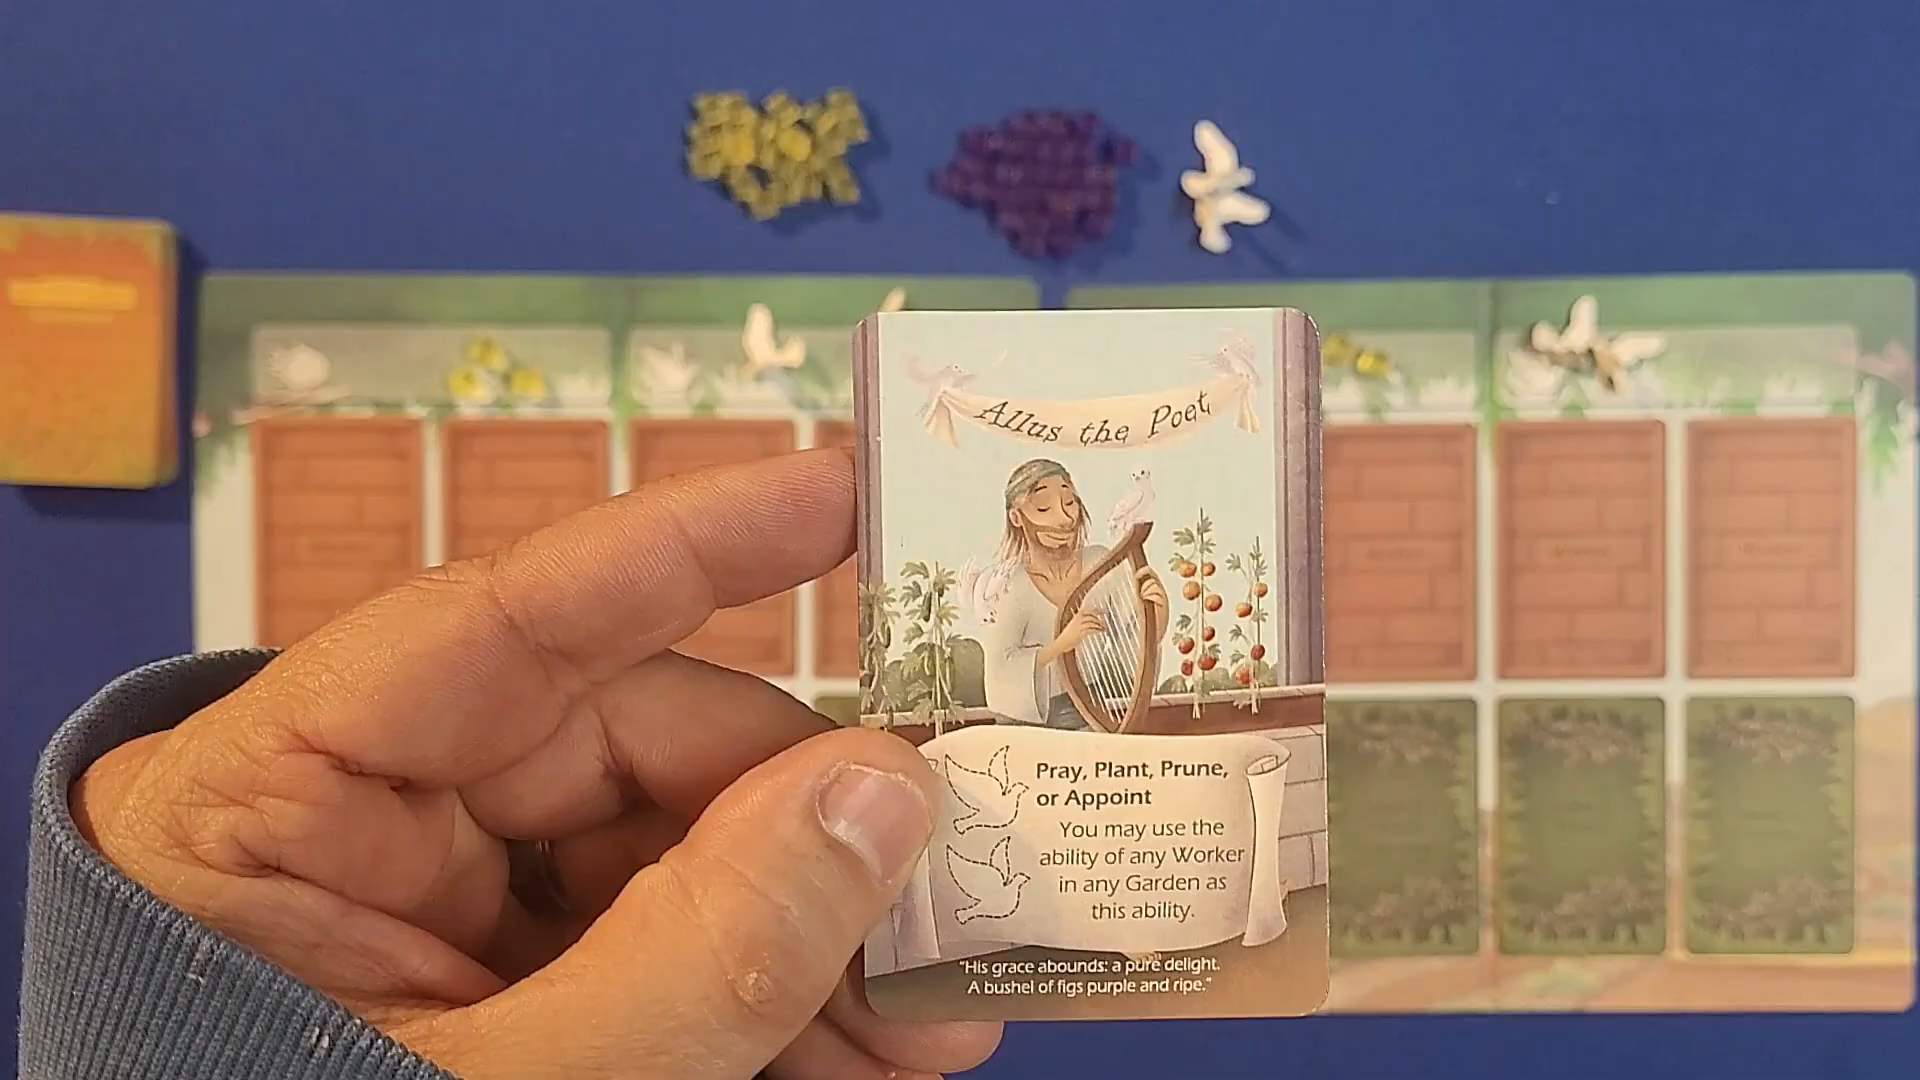 Allus the Poet
Pray, Plant, Prune,
or Appoint
You may use the
ability of any Worker
in any Garden as
this ability.
"His grace abounds: a pure delight.
A bushel of figs purple and ripe."